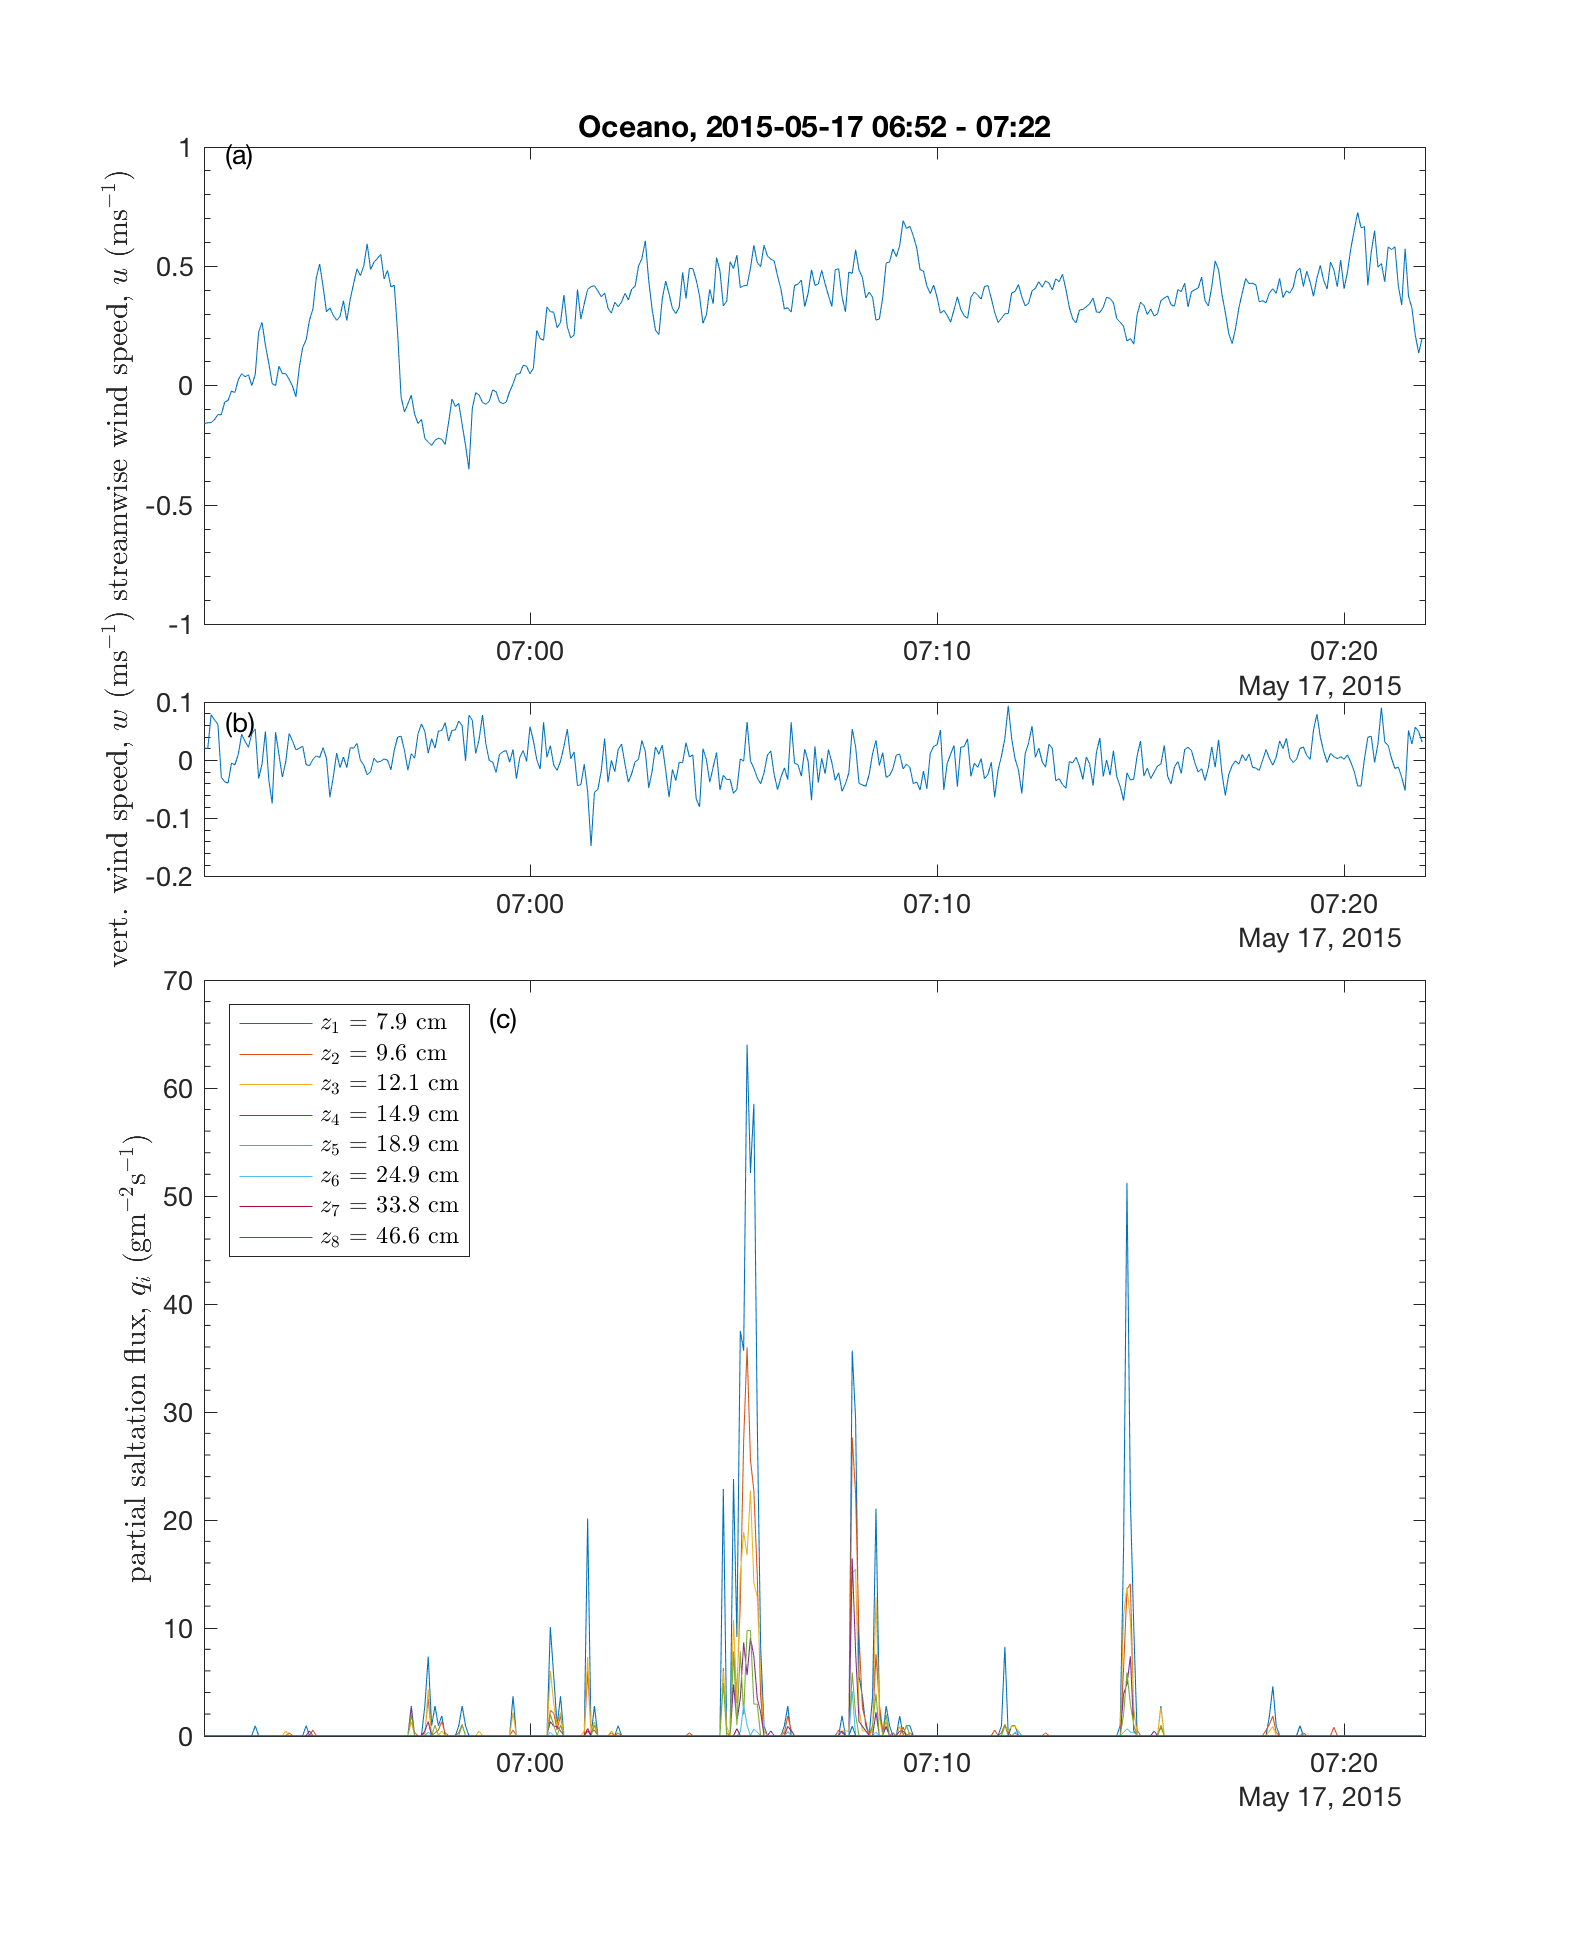 Oceano, 2015-05-17 06:52 - 07:22
(a)
streamwise wind speed, u (ms⁻¹)
1
0.5
0
-0.5
-1
07:00 07:10 07:20
May 17, 2015
(b)
vert. wind speed, w (ms⁻¹)
0.1
0
-0.1
-0.2
07:00 07:10 07:20
May 17, 2015
(c)
partial saltation flux, qᵢ (gm⁻²s⁻¹)
70
60
50
40
30
20
10
0
z₁ = 7.9 cm
z₂ = 9.6 cm
z₃ = 12.1 cm
z₄ = 14.9 cm
z₅ = 18.9 cm
z₆ = 24.9 cm
z₇ = 33.8 cm
z₈ = 46.6 cm
07:00 07:10 07:20
May 17, 2015